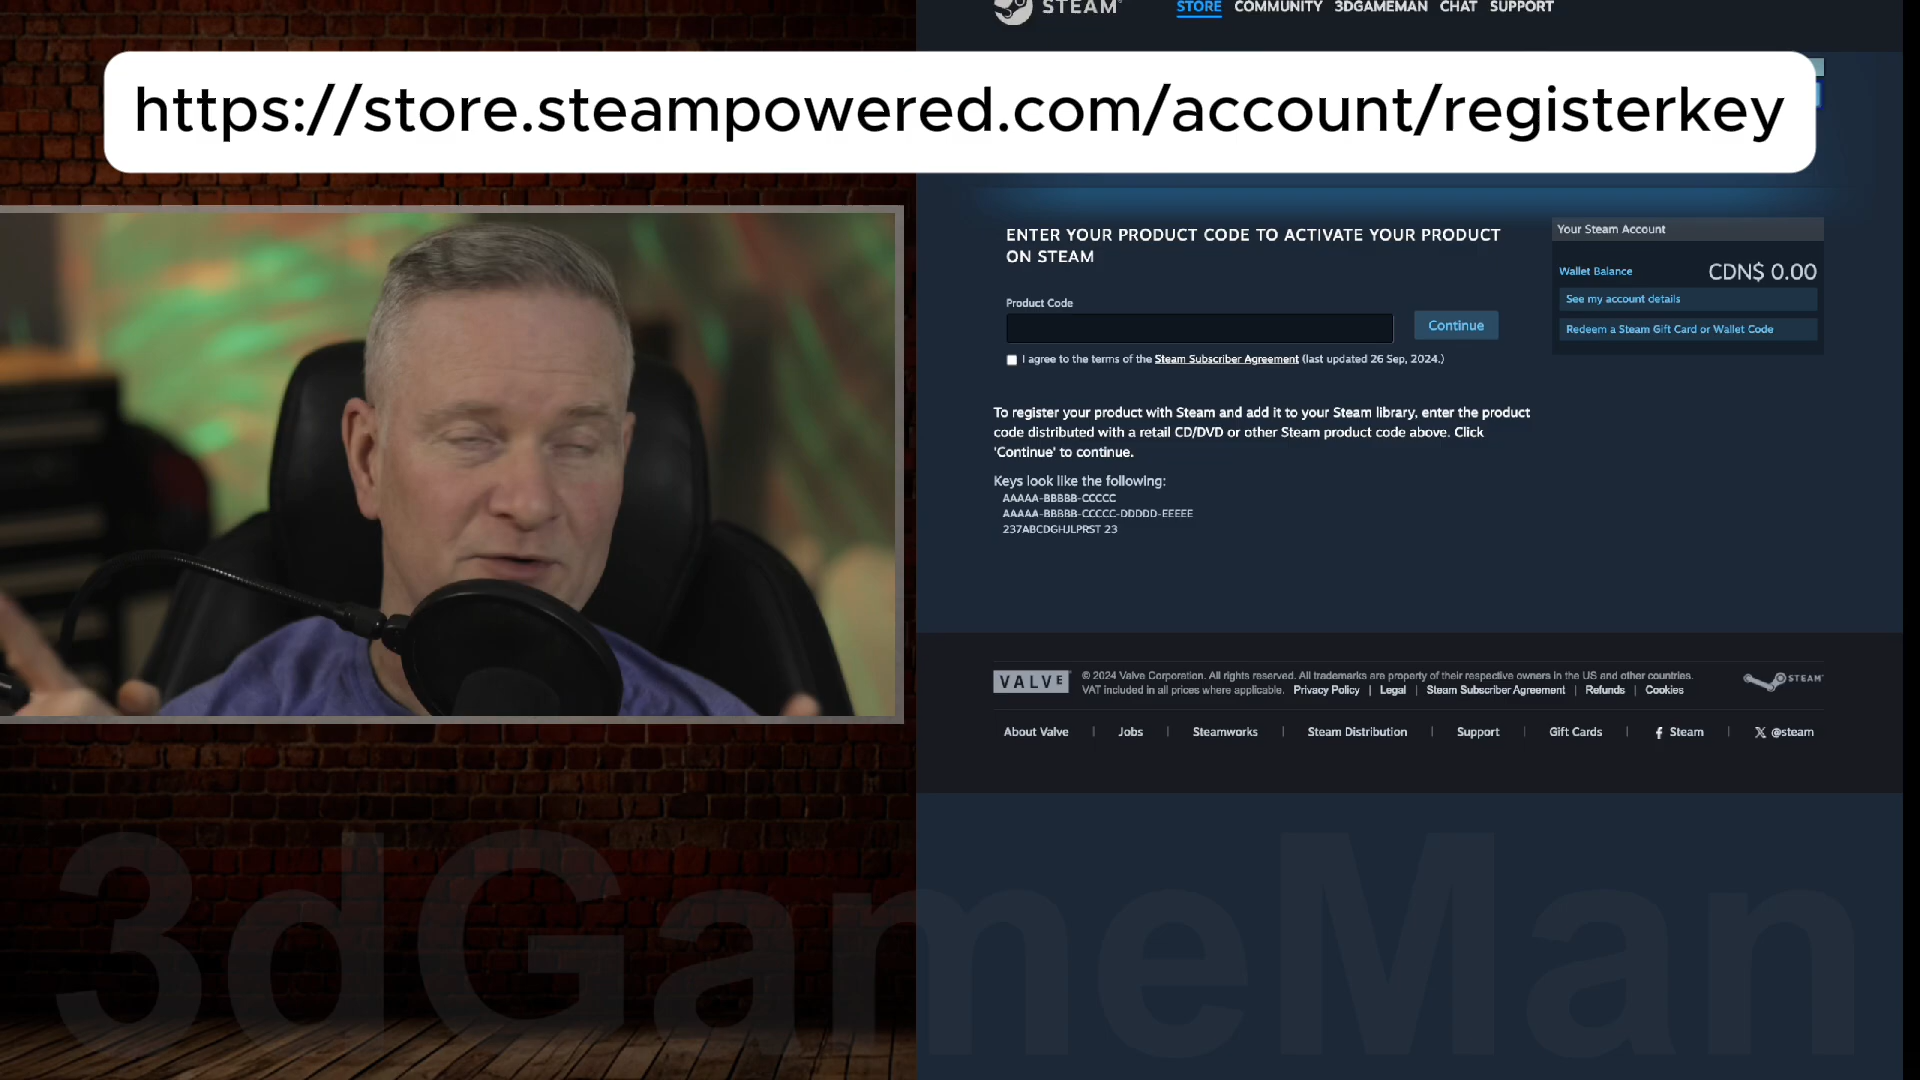 STEAM
STORE COMMUNITY 3DGAMEMAN CHAT SUPPORT
https://store.steampowered.com/account/registerkey
ENTER YOUR PRODUCT CODE TO ACTIVATE YOUR PRODUCT
ON STEAM
Product Code
Continue
I agree to the terms of the Steam Subscriber Agreement (last updated 26 Sep, 2024.)
To register your product with Steam and add it to your Steam library, enter the product
code distributed with a retail CD/DVD or other Steam product code above. Click
'Continue' to continue.
Keys look like the following:
AAAAA-BBBBB-CCCCC
AAAAA-BBBBB-CCCCC-DDDDD-EEEEE
237ABCDGHJLPRST 23
Your Steam Account
Wallet Balance CDN$ 0.00
See my account details
Redeem a Steam Gift Card or Wallet Code
VALVE
© 2024 Valve Corporation. All rights reserved. All trademarks are property of their respective owners in the US and other countries.
VAT included in all prices where applicable. Privacy Policy | Legal | Steam Subscriber Agreement | Refunds | Cookies
STEAM
About Valve | Jobs | Steamworks | Steam Distribution | Support | Gift Cards | Steam | @steam
3dGameMan